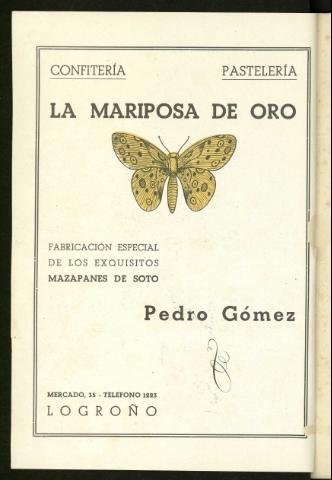 CONFITERÍA PASTELERÍA
LA MARIPOSA DE ORO
FABRICACIÓN ESPECIAL
DE LOS EXQUISITOS
MAZAPANES DE SOTO
Pedro Gómez
MERCADO, 35 - TELEFONO 1223
LOGROÑO